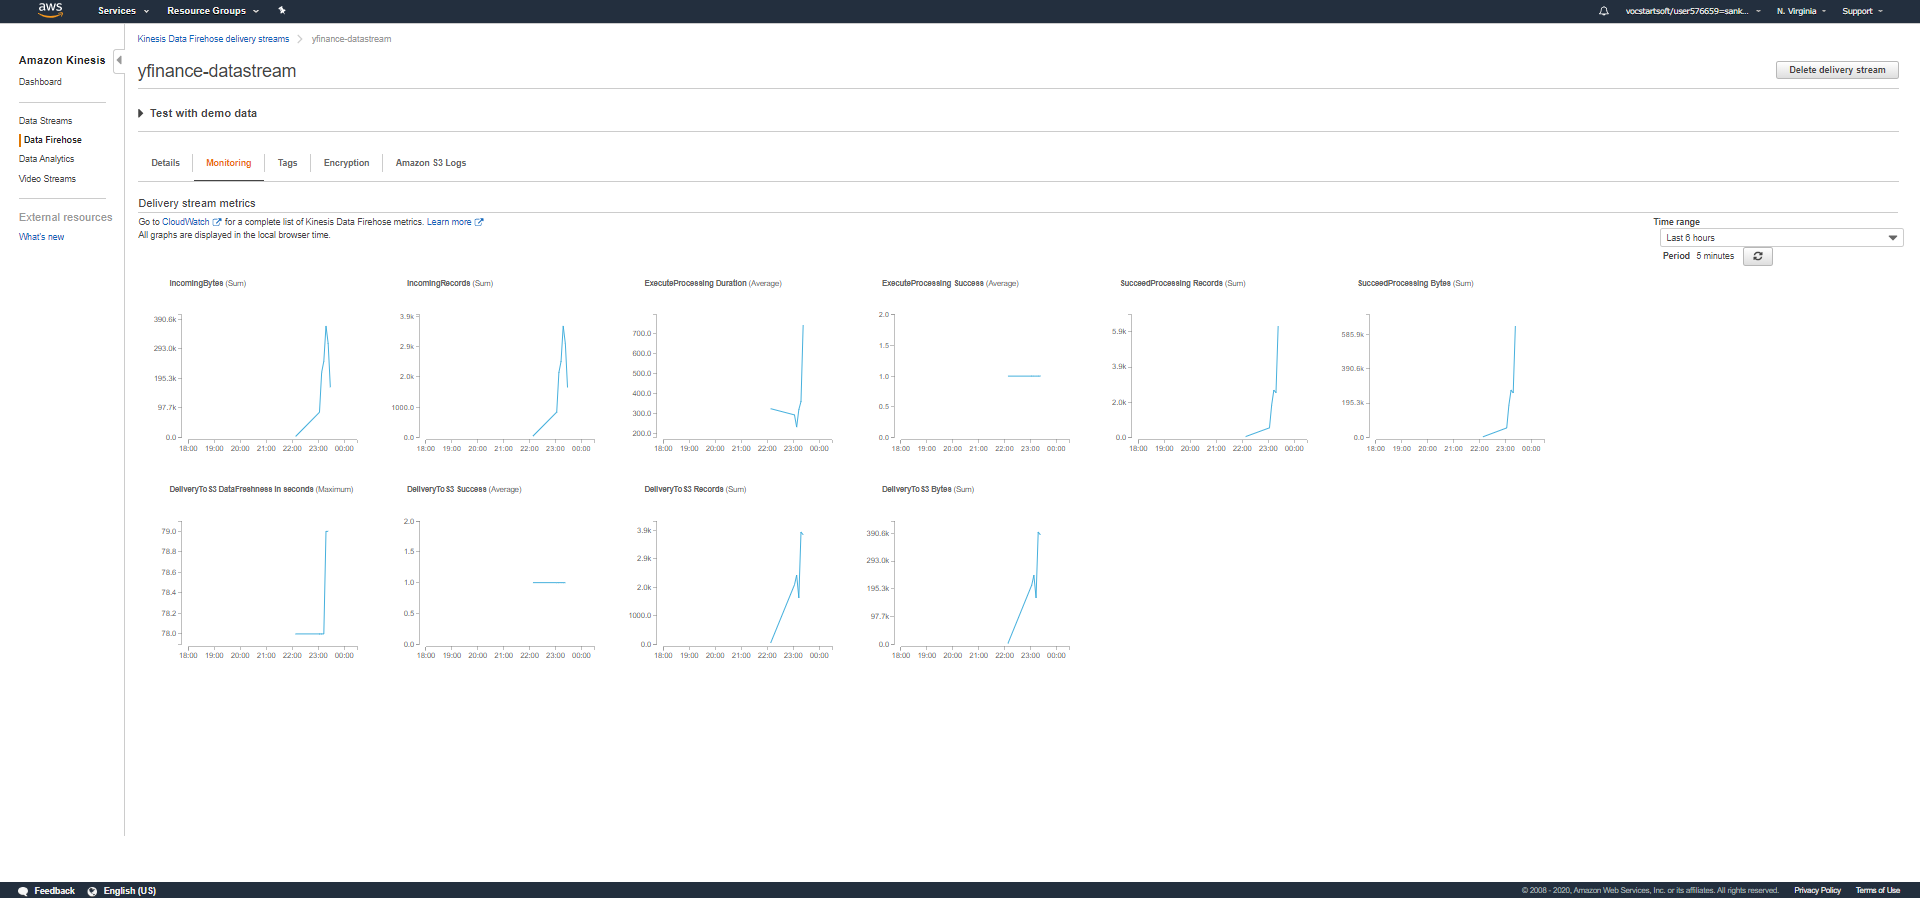 aws Services Resource Groups vocstartsoft/user576659=sank... N. Virginia Support
Kinesis Data Firehose delivery streams yfinance-datastream
Amazon Kinesis
Dashboard
Data Streams
Data Firehose
Data Analytics
Video Streams
External resources
What's new
yfinance-datastream
Delete delivery stream
Test with demo data
Details Monitoring Tags Encryption Amazon S3 Logs
Delivery stream metrics
Go to CloudWatch for a complete list of Kinesis Data Firehose metrics. Learn more
All graphs are displayed in the local browser time.
Time range
Last 6 hours
Period 5 minutes
IncomingBytes (Sum)
390.6k
293.0k
195.3k
97.7k
0.0
18:00 19:00 20:00 21:00 22:00 23:00 00:00
IncomingRecords (Sum)
3.9k
2.9k
2.0k
1000.0
0.0
18:00 19:00 20:00 21:00 22:00 23:00 00:00
ExecuteProcessing Duration (Average)
700.0
600.0
500.0
400.0
300.0
200.0
18:00 19:00 20:00 21:00 22:00 23:00 00:00
ExecuteProcessing Success (Average)
2.0
1.5
1.0
0.5
0.0
18:00 19:00 20:00 21:00 22:00 23:00 00:00
SucceedProcessing Records (Sum)
5.9k
3.9k
2.0k
0.0
18:00 19:00 20:00 21:00 22:00 23:00 00:00
SucceedProcessing Bytes (Sum)
585.9k
390.6k
195.3k
0.0
18:00 19:00 20:00 21:00 22:00 23:00 00:00
DeliveryToS3 DataFreshness in seconds (Maximum)
79.0
78.8
78.6
78.4
78.2
78.0
18:00 19:00 20:00 21:00 22:00 23:00 00:00
DeliveryToS3 Success (Average)
2.0
1.5
1.0
0.5
0.0
18:00 19:00 20:00 21:00 22:00 23:00 00:00
DeliveryToS3 Records (Sum)
3.9k
2.9k
2.0k
1000.0
0.0
18:00 19:00 20:00 21:00 22:00 23:00 00:00
DeliveryToS3 Bytes (Sum)
390.6k
293.0k
195.3k
97.7k
0.0
18:00 19:00 20:00 21:00 22:00 23:00 00:00
Feedback English (US) © 2008 - 2020, Amazon Web Services, Inc. or its affiliates. All rights reserved. Privacy Policy Terms of Use